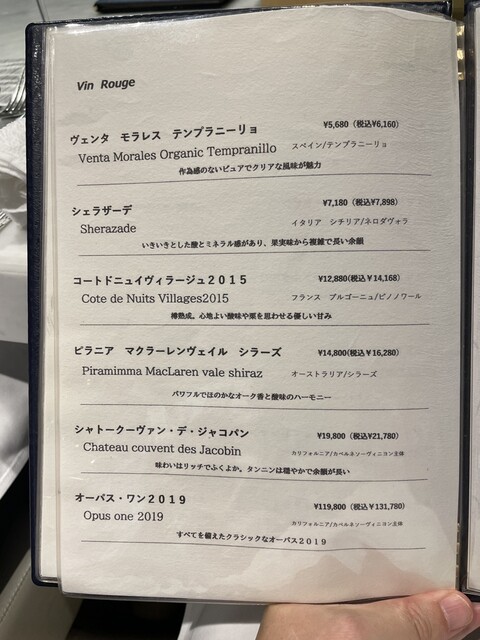 Vin Rouge
ヴェンタ モラレス テンプラニーリョ ¥5,680（税込¥6,160）
Venta Morales Organic Tempranillo スペイン/テンプラニーリョ
作為感のないピュアでクリアな風味が魅力
シェラザーデ ¥7,180（税込¥7,898）
Sherazade イタリア シチリア/ネロダヴォラ
いきいきとした酸とミネラル感があり、果実味から複雑で長い余韻
コートドニュイヴィラージュ２０１５ ¥12,880(税込￥14,168)
Cote de Nuits Villages2015 フランス ブルゴーニュ/ピノノワール
樽熟成。心地よい酸味や栗を思わせる優しい甘み
ピラニア マクラーレンヴェイル シラーズ ¥14,800(税込￥16,280)
Piramimma MacLaren vale shiraz オーストラリア/シラーズ
パワフルでほのかなオーク香と酸味のハーモニー
シャトークーヴァン・デ・ジャコバン ¥19,800（税込¥21,780）
Chateau couvent des Jacobin カリフォルニア/カベルネソーヴィニヨン主体
味わいはリッチでふくよか。タンニンは穏やかで余韻が長い
オーパス・ワン２０１９ ¥119,800（税込￥131,780）
Opus one 2019 カリフォルニア/カベルネソーヴィニヨン主体
すべてを備えたクラシックなオーパス２０１９